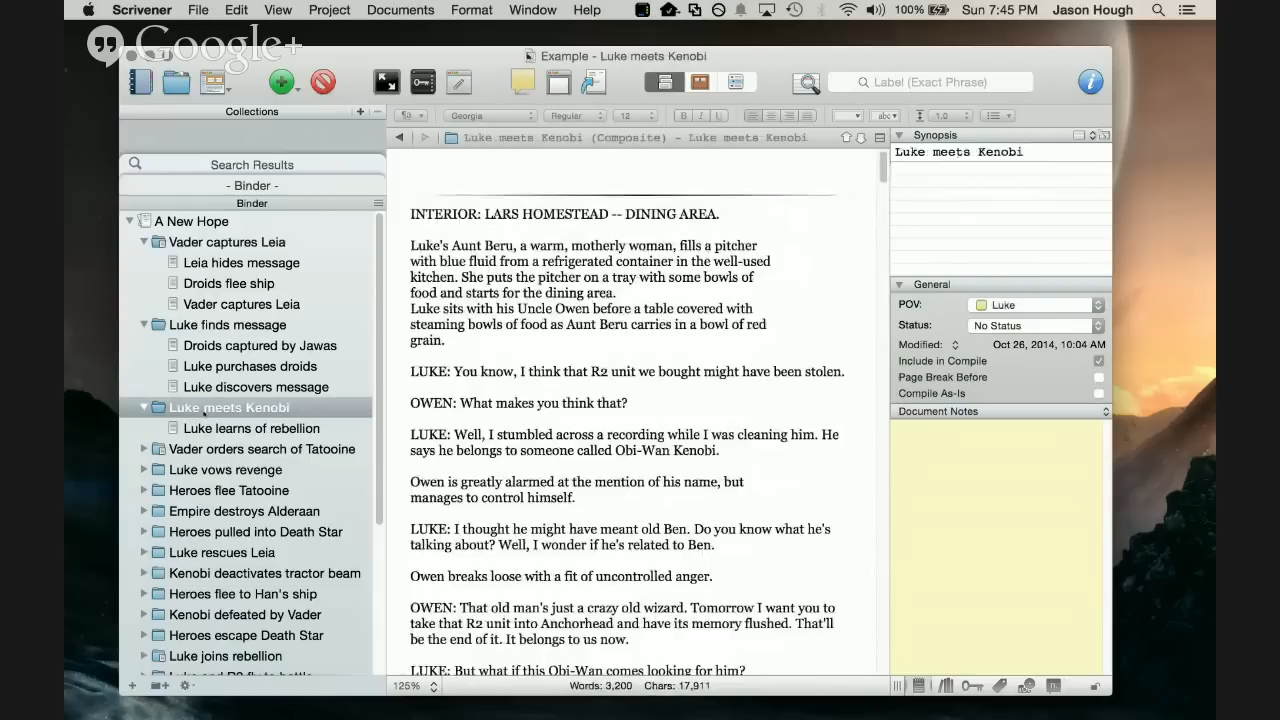 Scrivener File Edit View Project Documents Format Window Help 100% Sun 7:45 PM Jason Hough
Google+
Example - Luke meets Kenobi
Label (Exact Phrase)
Collections
Georgia Regular 12 B I U abc 1.0
Luke meets Kenobi (Composite) - Luke meets Kenobi
Search Results
- Binder -
Binder
A New Hope
Vader captures Leia
Leia hides message
Droids flee ship
Vader captures Leia
Luke finds message
Droids captured by Jawas
Luke purchases droids
Luke discovers message
Luke meets Kenobi
Luke learns of rebellion
Vader orders search of Tatooine
Luke vows revenge
Heroes flee Tatooine
Empire destroys Alderaan
Heroes pulled into Death Star
Luke rescues Leia
Kenobi deactivates tractor beam
Heroes flee to Han's ship
Kenobi defeated by Vader
Heroes escape Death Star
Luke joins rebellion
Luke and R2 fly to battle
INTERIOR: LARS HOMESTEAD -- DINING AREA.
Luke's Aunt Beru, a warm, motherly woman, fills a pitcher
with blue fluid from a refrigerated container in the well-used
kitchen. She puts the pitcher on a tray with some bowls of
food and starts for the dining area.
Luke sits with his Uncle Owen before a table covered with
steaming bowls of food as Aunt Beru carries in a bowl of red
grain.
LUKE: You know, I think that R2 unit we bought might have been stolen.
OWEN: What makes you think that?
LUKE: Well, I stumbled across a recording while I was cleaning him. He
says he belongs to someone called Obi-Wan Kenobi.
Owen is greatly alarmed at the mention of his name, but
manages to control himself.
LUKE: I thought he might have meant old Ben. Do you know what he's
talking about? Well, I wonder if he's related to Ben.
Owen breaks loose with a fit of uncontrolled anger.
OWEN: That old man's just a crazy old wizard. Tomorrow I want you to
take that R2 unit into Anchorhead and have its memory flushed. That'll
be the end of it. It belongs to us now.
LUKE: But what if this Obi-Wan comes looking for him?
125% Words: 3,200 Chars: 17,911
Synopsis
Luke meets Kenobi
General
POV: Luke
Status: No Status
Modified: Oct 26, 2014, 10:04 AM
Include in Compile
Page Break Before
Compile As-Is
Document Notes